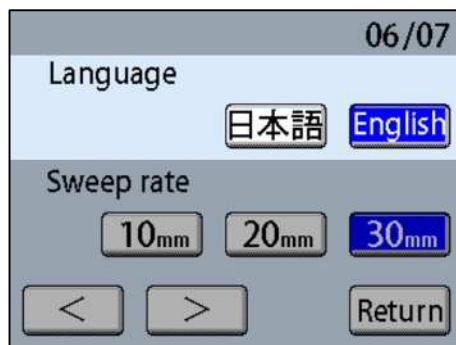 06/07
Language
日本語 English
Sweep rate
10mm 20mm 30mm
< > Return